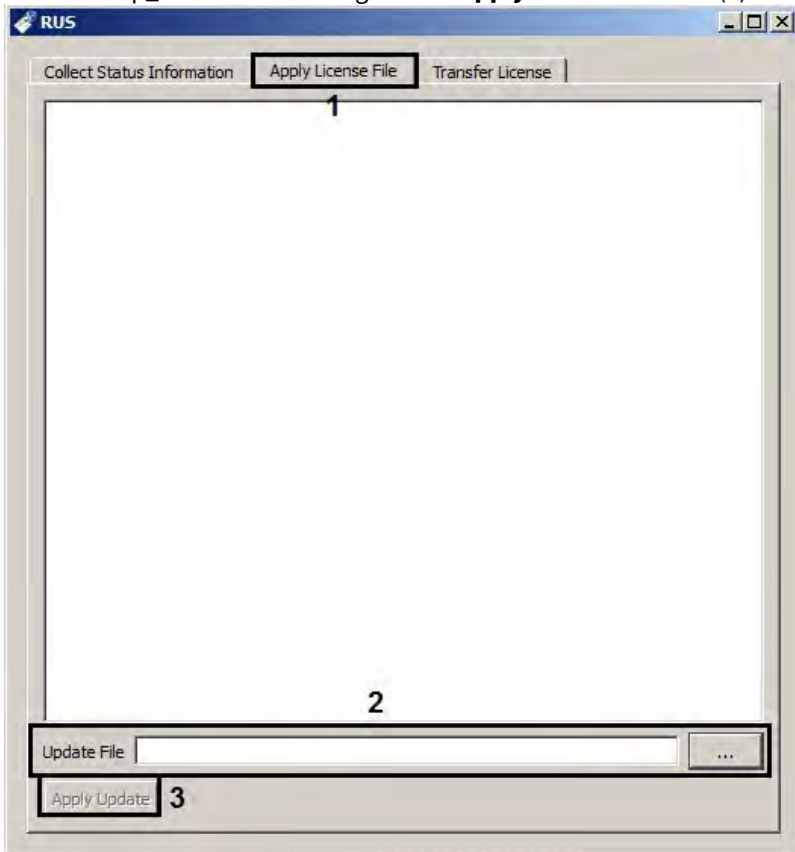 RUS
Collect Status Information Apply License File Transfer License
1
2
Update File ...
Apply Update 3